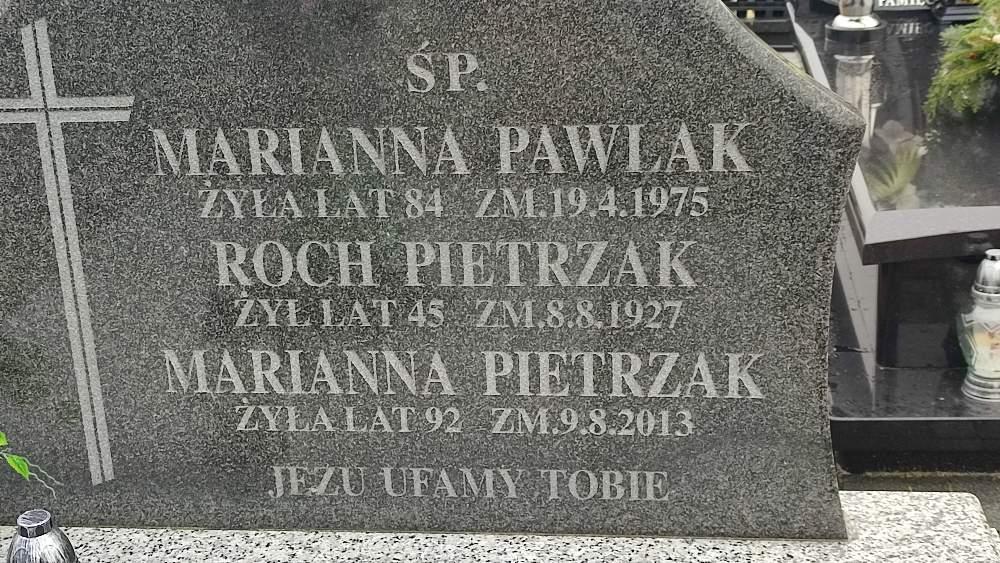 ŚP.
MARIANNA PAWLAK
ŻYŁA LAT 84 ZM.19.4.1975
ROCH PIETRZAK
ŻYŁ LAT 45 ZM.8.8.1927
MARIANNA PIETRZAK
ŻYŁA LAT 92 ZM.9.8.2013
JEZU UFAMY TOBIE